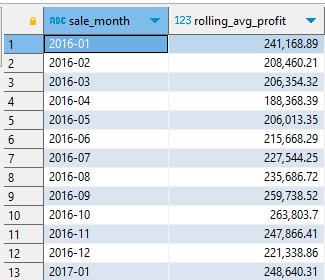 sale_month 123 rolling_avg_profit
1 2016-01 241,168.89
2 2016-02 208,460.21
3 2016-03 206,354.32
4 2016-04 188,368.39
5 2016-05 206,013.35
6 2016-06 215,668.29
7 2016-07 227,544.25
8 2016-08 235,686.72
9 2016-09 259,738.52
10 2016-10 263,803.7
11 2016-11 247,866.41
12 2016-12 221,338.86
13 2017-01 248,640.31